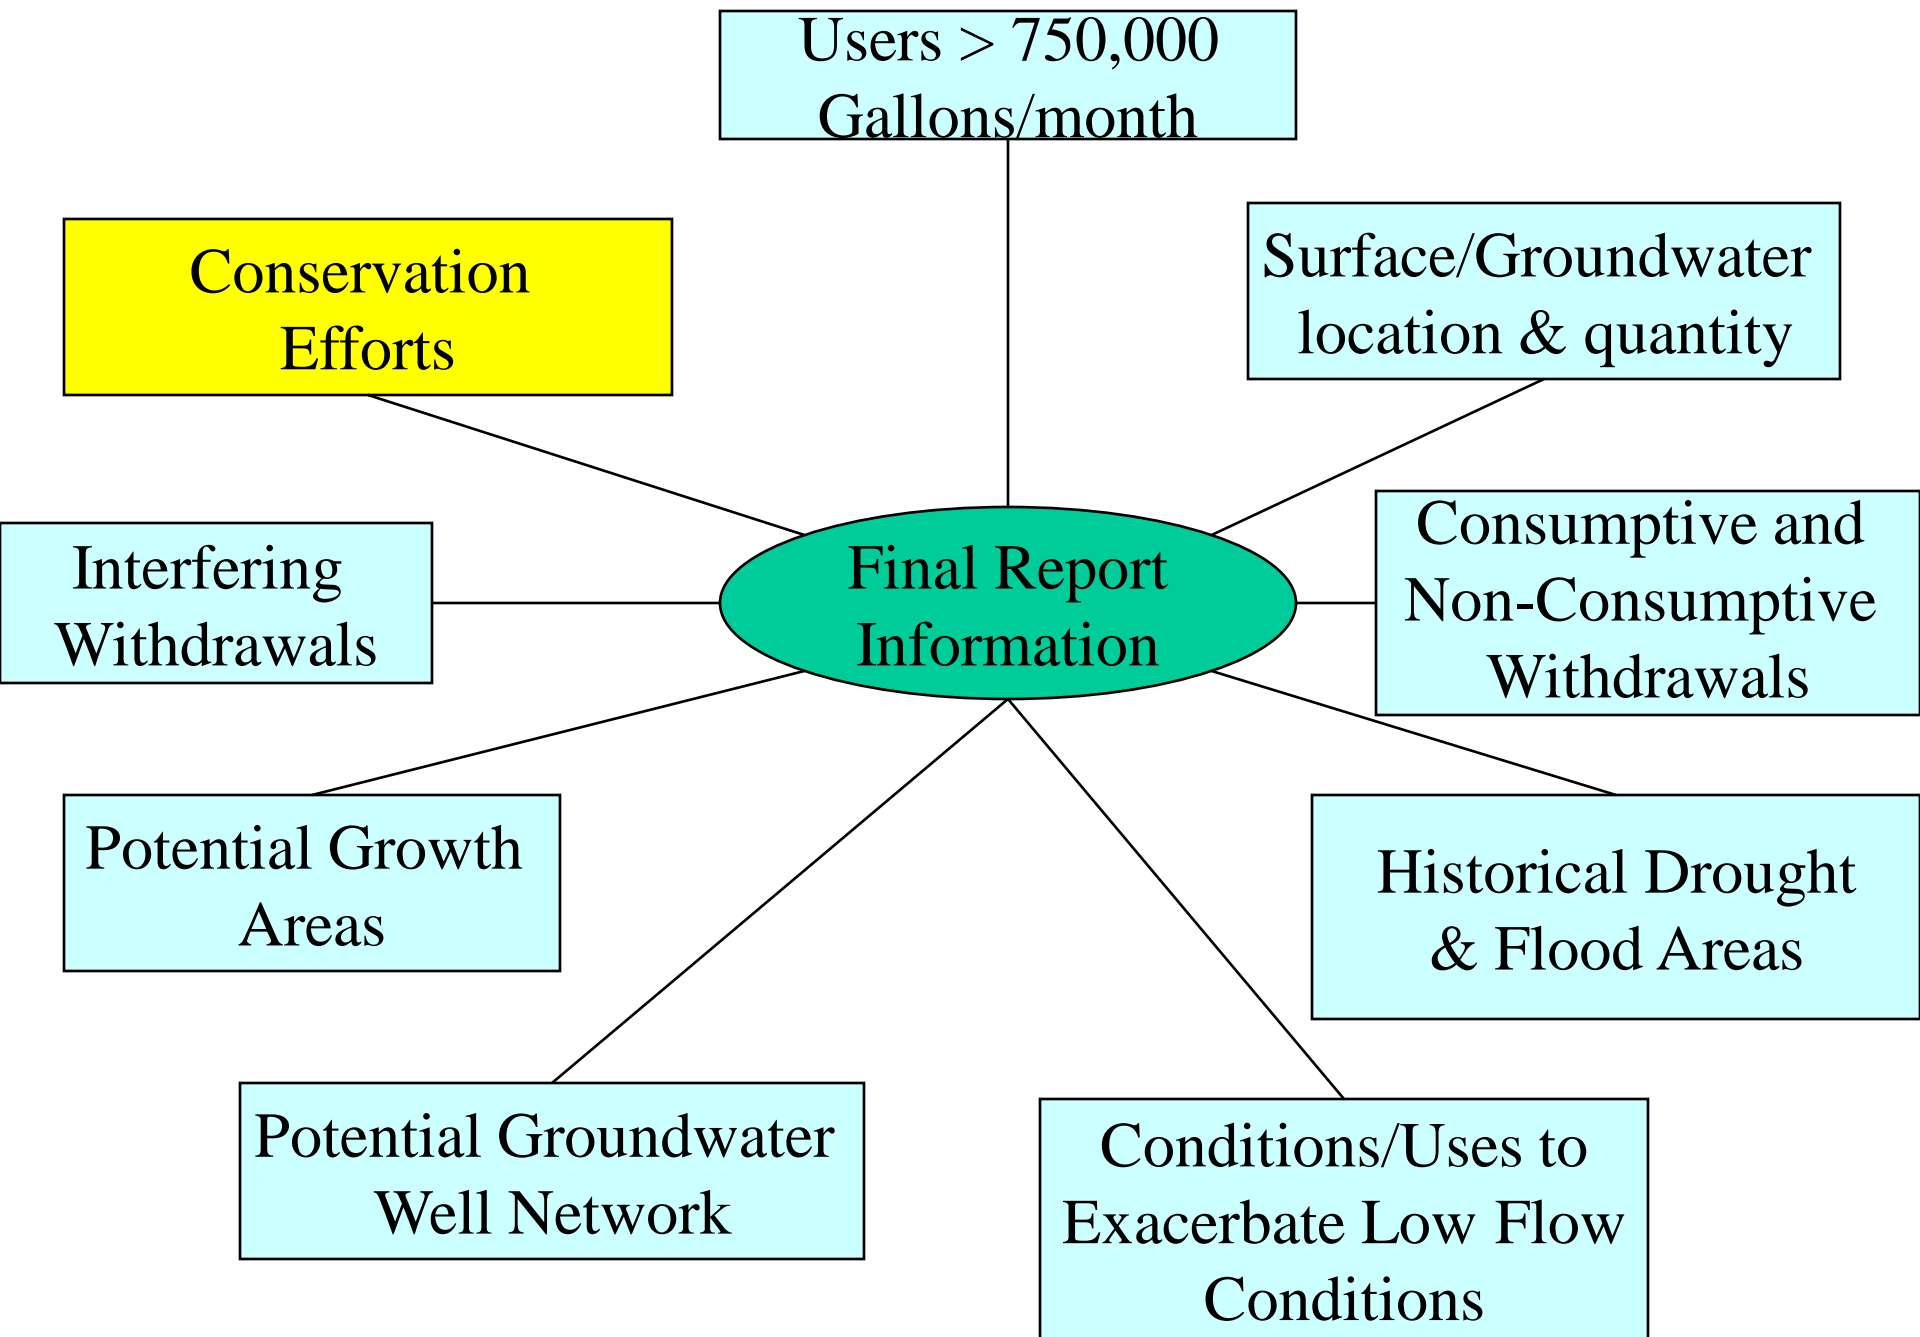 Users > 750,000
Gallons/month
Conservation
Efforts
Surface/Groundwater
location & quantity
Interfering
Withdrawals
Final Report
Information
Consumptive and
Non-Consumptive
Withdrawals
Potential Growth
Areas
Historical Drought
& Flood Areas
Potential Groundwater
Well Network
Conditions/Uses to
Exacerbate Low Flow
Conditions